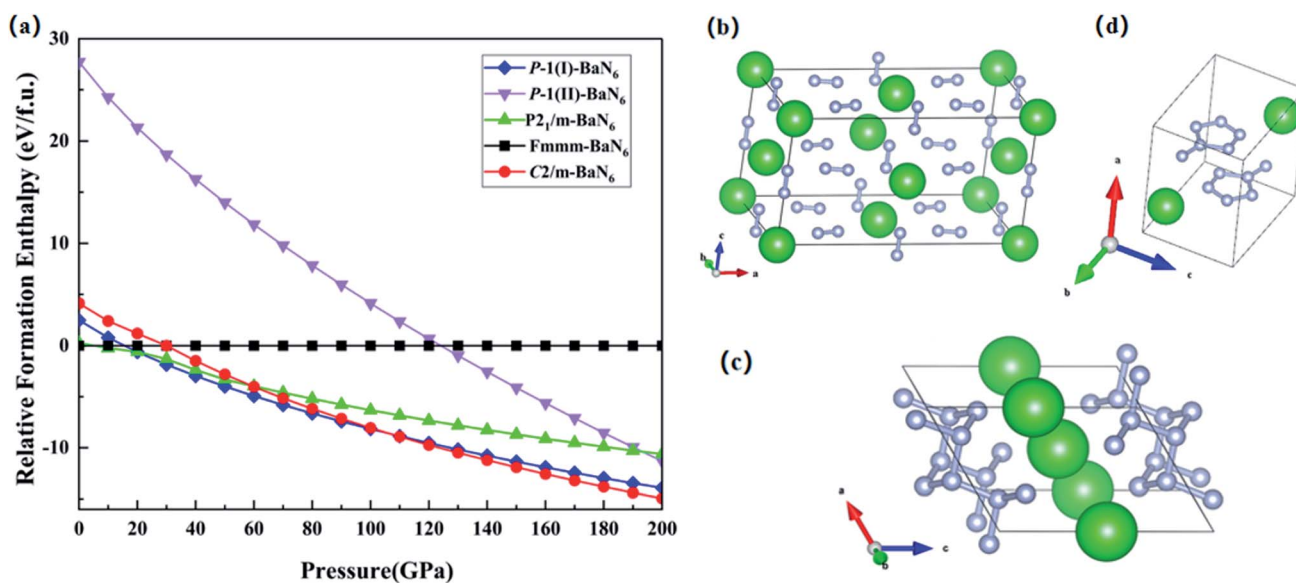 (a)
Relative Formation Enthalpy (eV/f.u.)
30
20
10
0
-10
P-1(I)-BaN₆
P-1(II)-BaN₆
P2₁/m-BaN₆
Fmmm-BaN₆
C2/m-BaN₆
0 20 40 60 80 100 120 140 160 180 200
Pressure(GPa)
(b)
c
b
a
(d)
a
b
c
(c)
a
b
c